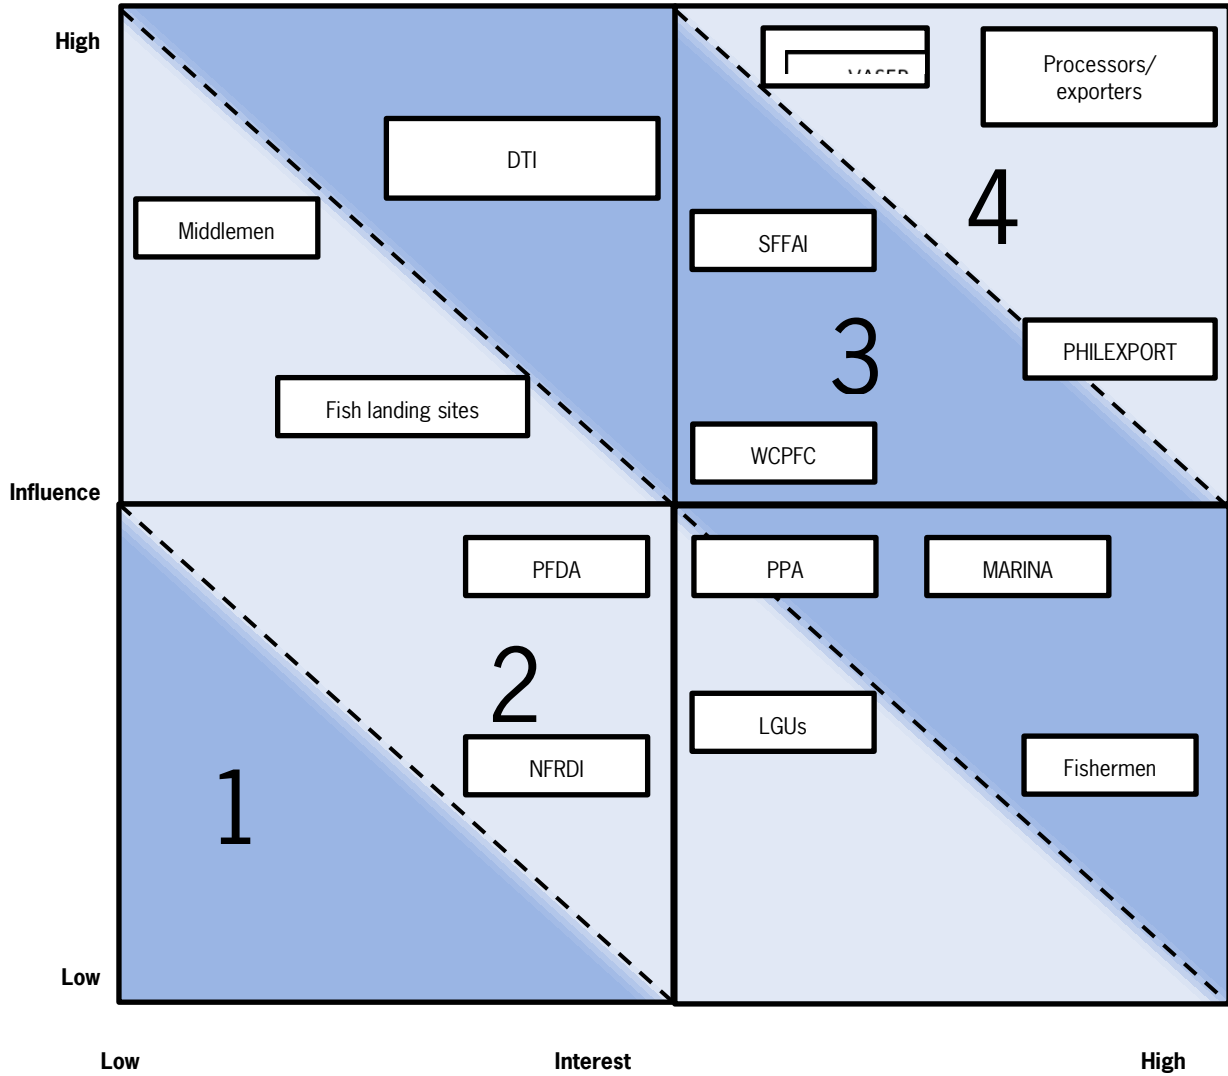 High
Processors/
exporters
DTI
4
Middlemen
SFFAI
3
PHILEXPORT
Fish landing sites
WCPFC
Influence
PFDA
PPA
MARINA
2
LGUs
NFRDI
Fishermen
1
Low
Low
Interest
High